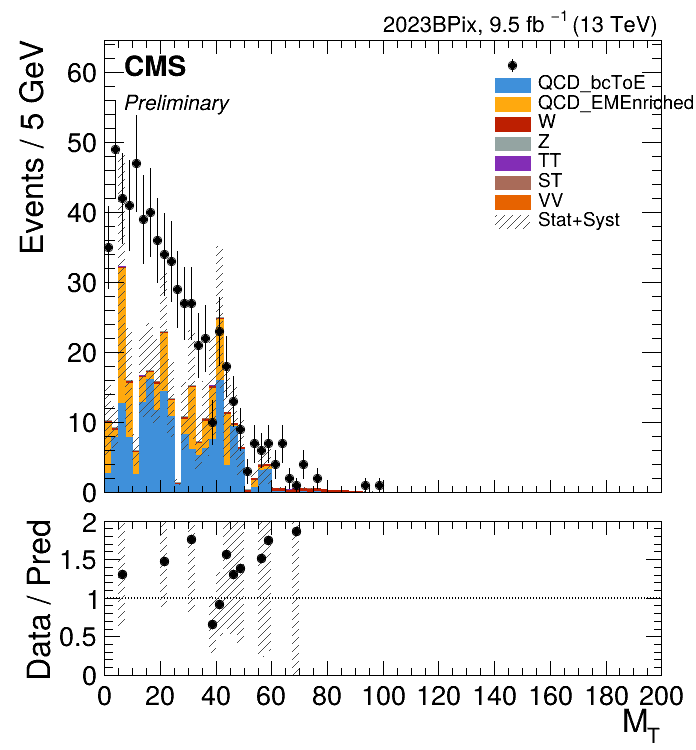 2023BPix, 9.5 fb⁻¹ (13 TeV)
CMS
Preliminary
QCD_bcToE
QCD_EMEnriched
W
Z
TT
ST
VV
Stat+Syst
Events / 5 GeV
60
50
40
30
20
10
0
Data / Pred
2
1.5
1
0.5
0
0 20 40 60 80 100 120 140 160 180 200
M_T